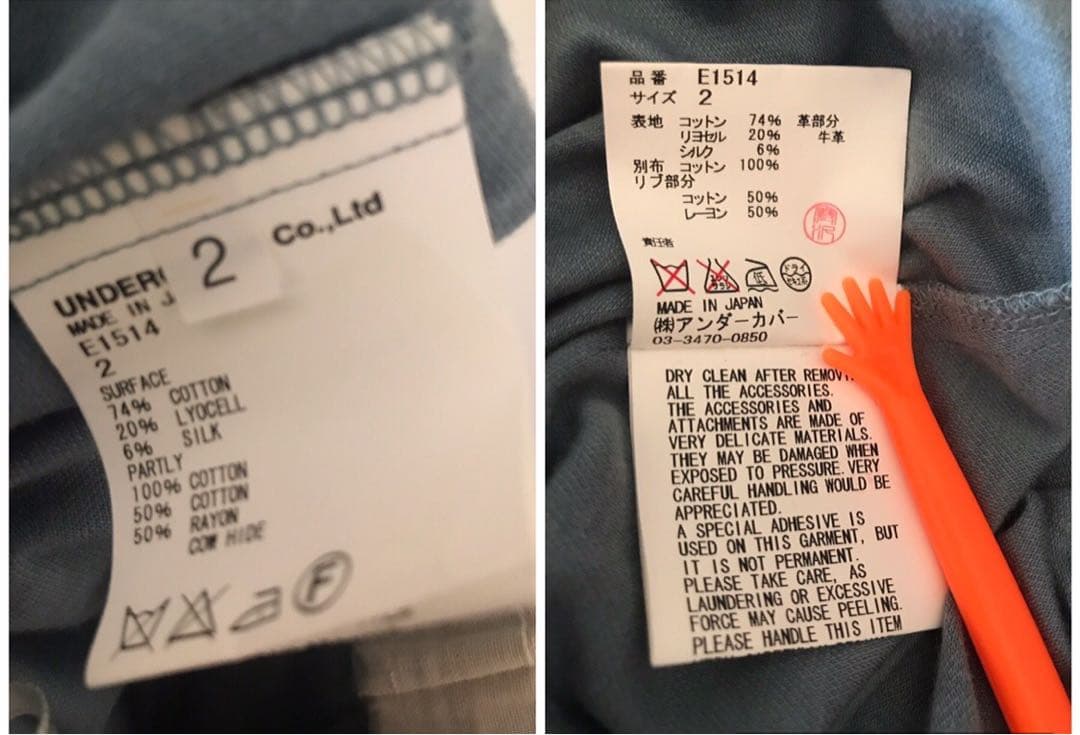 2
Co.,Ltd
UNDER
MADE IN J
E1514
2
SURFACE
74% COTTON
20% LYOCELL
6% SILK
PARTLY
100% COTTON
50% COTTON
50% RAYON
COW HIDE
F
品番 E1514
サイズ 2
表地 コットン 74% 革部分
リヨセル 20% 牛革
シルク 6%
別布 コットン 100%
リブ部分
コットン 50%
レーヨン 50%
責任者
低
ドライ
MADE IN JAPAN
(株)アンダーカバー
03-3470-0850
DRY CLEAN AFTER REMOVI
ALL THE ACCESSORIES.
THE ACCESSORIES AND
ATTACHMENTS ARE MADE OF
VERY DELICATE MATERIALS.
THEY MAY BE DAMAGED WHEN
EXPOSED TO PRESSURE. VERY
CAREFUL HANDLING WOULD BE
APPRECIATED.
A SPECIAL ADHESIVE IS
USED ON THIS GARMENT, BUT
IT IS NOT PERMANENT.
PLEASE TAKE CARE, AS
LAUNDERING OR EXCESSIVE
FORCE MAY CAUSE PEELING.
PLEASE HANDLE THIS ITEM